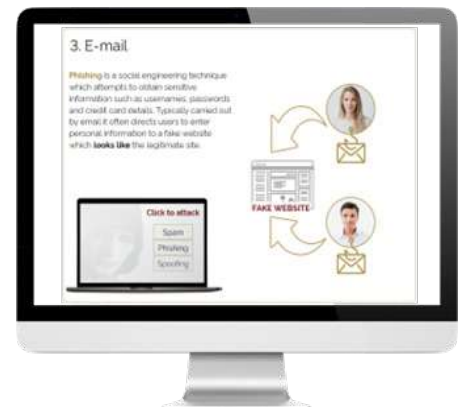 3. E-mail
Phishing is a social engineering technique
which attempts to obtain sensitive
information such as usernames, passwords
and credit card details. Typically carried out
by email it often directs users to enter
personal information to a fake website
which looks like the legitimate site.
FAKE WEBSITE
Click to attack
Spam
Phishing
Spoofing